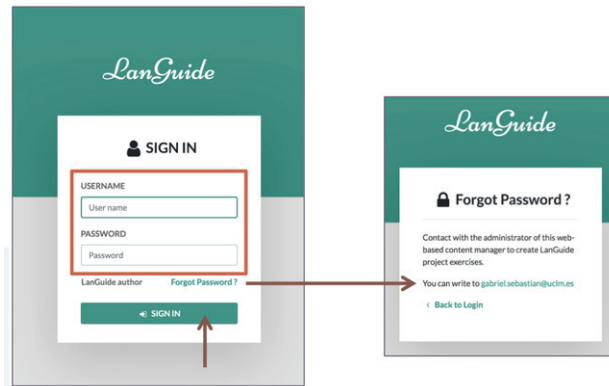 LanGuide
SIGN IN
USERNAME
User name
PASSWORD
Password
LanGuide author Forgot Password ?
SIGN IN
LanGuide
Forgot Password ?
Contact with the administrator of this web-
based content manager to create LanGuide
project exercises.
You can write to gabriel.sebastian@uclm.es
‹ Back to Login